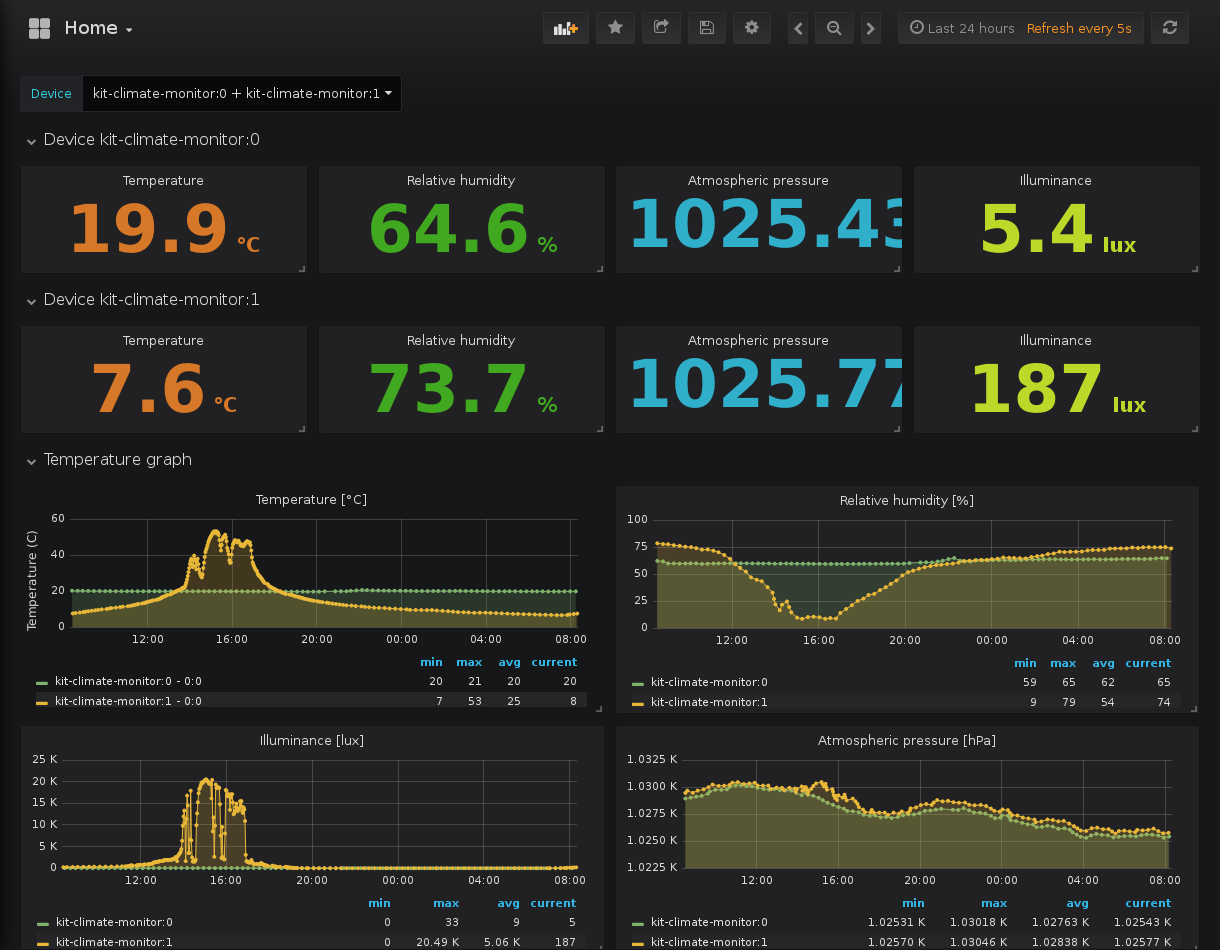 Home
Last 24 hours Refresh every 5s
Device kit-climate-monitor:0 + kit-climate-monitor:1
Device kit-climate-monitor:0
Temperature Relative humidity Atmospheric pressure Illuminance
19.9 °C 64.6 % 1025.43 5.4 lux
Device kit-climate-monitor:1
Temperature Relative humidity Atmospheric pressure Illuminance
7.6 °C 73.7 % 1025.77 187 lux
Temperature graph
Temperature [°C]
Temperature (C)
60
40
20
0
12:00 16:00 20:00 00:00 04:00 08:00
min max avg current
kit-climate-monitor:0 - 0:0 20 21 20 20
kit-climate-monitor:1 - 0:0 7 53 25 8
Relative humidity [%]
100
75
50
25
0
12:00 16:00 20:00 00:00 04:00 08:00
min max avg current
kit-climate-monitor:0 59 65 62 65
kit-climate-monitor:1 9 79 54 74
Illuminance [lux]
25 K
20 K
15 K
10 K
5 K
0
12:00 16:00 20:00 00:00 04:00 08:00
min max avg current
kit-climate-monitor:0 0 33 9 5
kit-climate-monitor:1 0 20.49 K 5.06 K 187
Atmospheric pressure [hPa]
1.0325 K
1.0300 K
1.0275 K
1.0250 K
1.0225 K
12:00 16:00 20:00 00:00 04:00 08:00
min max avg current
kit-climate-monitor:0 1.02531 K 1.03018 K 1.02763 K 1.02543 K
kit-climate-monitor:1 1.02570 K 1.03046 K 1.02838 K 1.02577 K